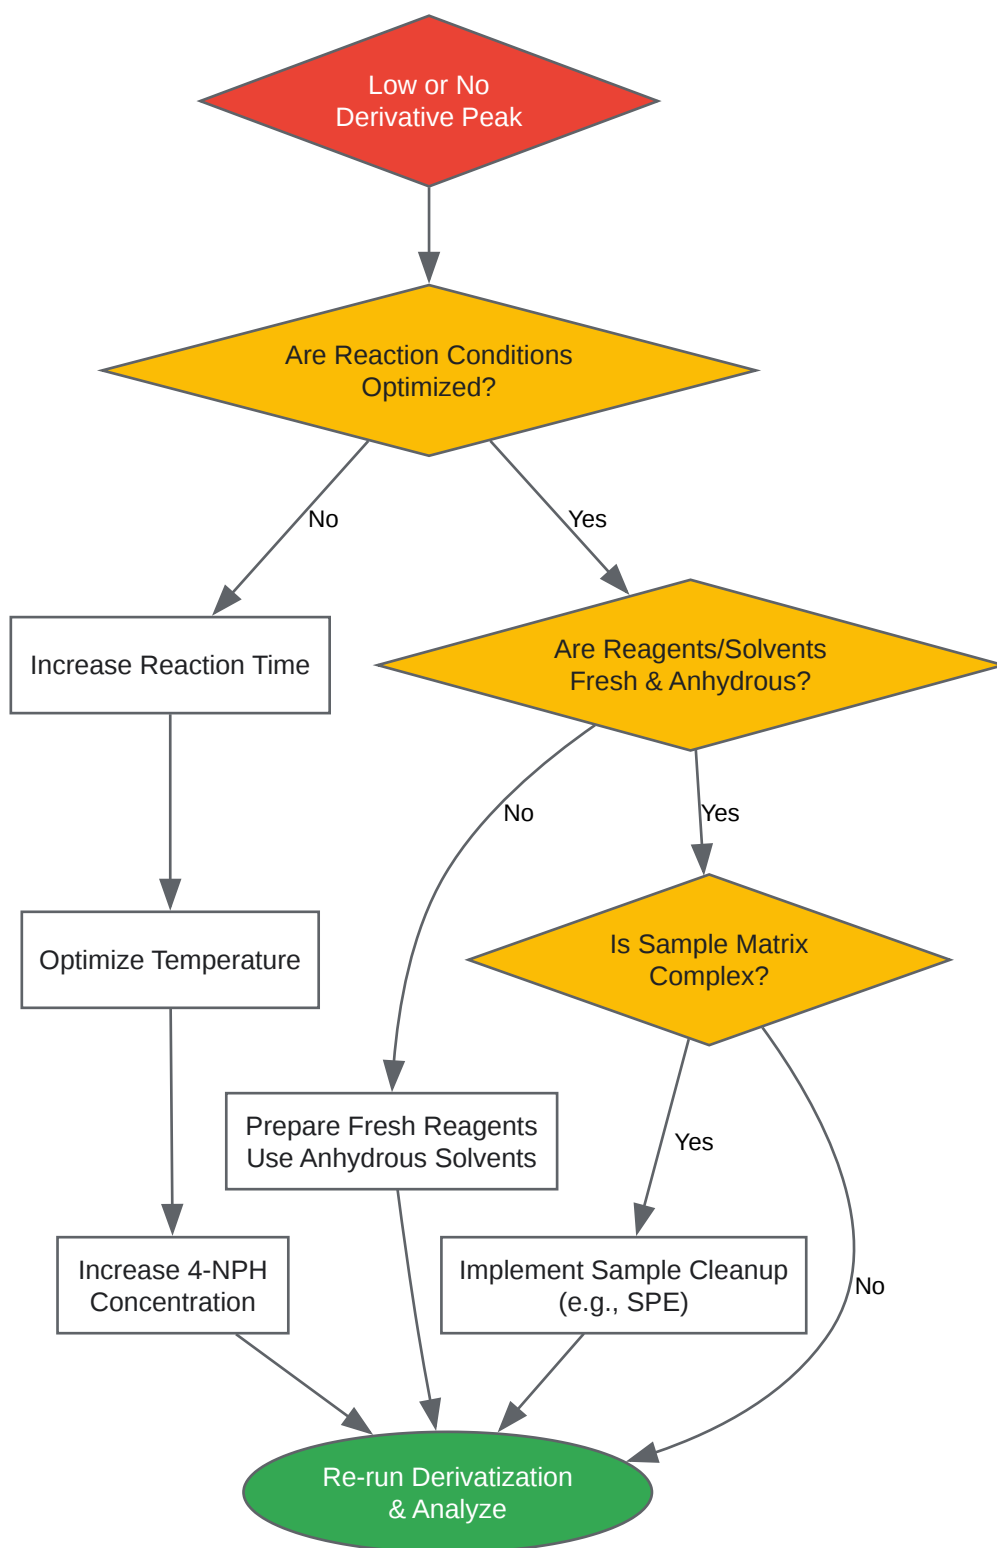 Low or No
Derivative Peak
Are Reaction Conditions
Optimized?
No
Yes
Increase Reaction Time
Are Reagents/Solvents
Fresh & Anhydrous?
No
Yes
Optimize Temperature
Is Sample Matrix
Complex?
Prepare Fresh Reagents
Use Anhydrous Solvents
Yes
No
Increase 4-NPH
Concentration
Implement Sample Cleanup
(e.g., SPE)
Re-run Derivatization
& Analyze